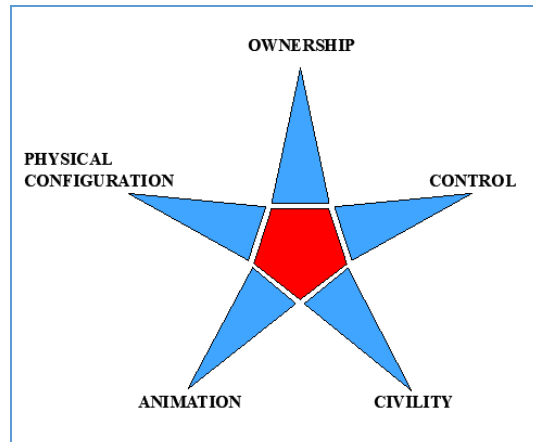 OWNERSHIP
PHYSICAL
CONFIGURATION
CONTROL
ANIMATION
CIVILITY